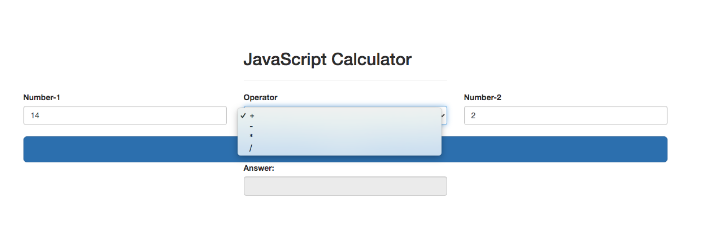 JavaScript Calculator
Number-1
Operator
Number-2
14
✓ +
-
*
/
2
Answer: